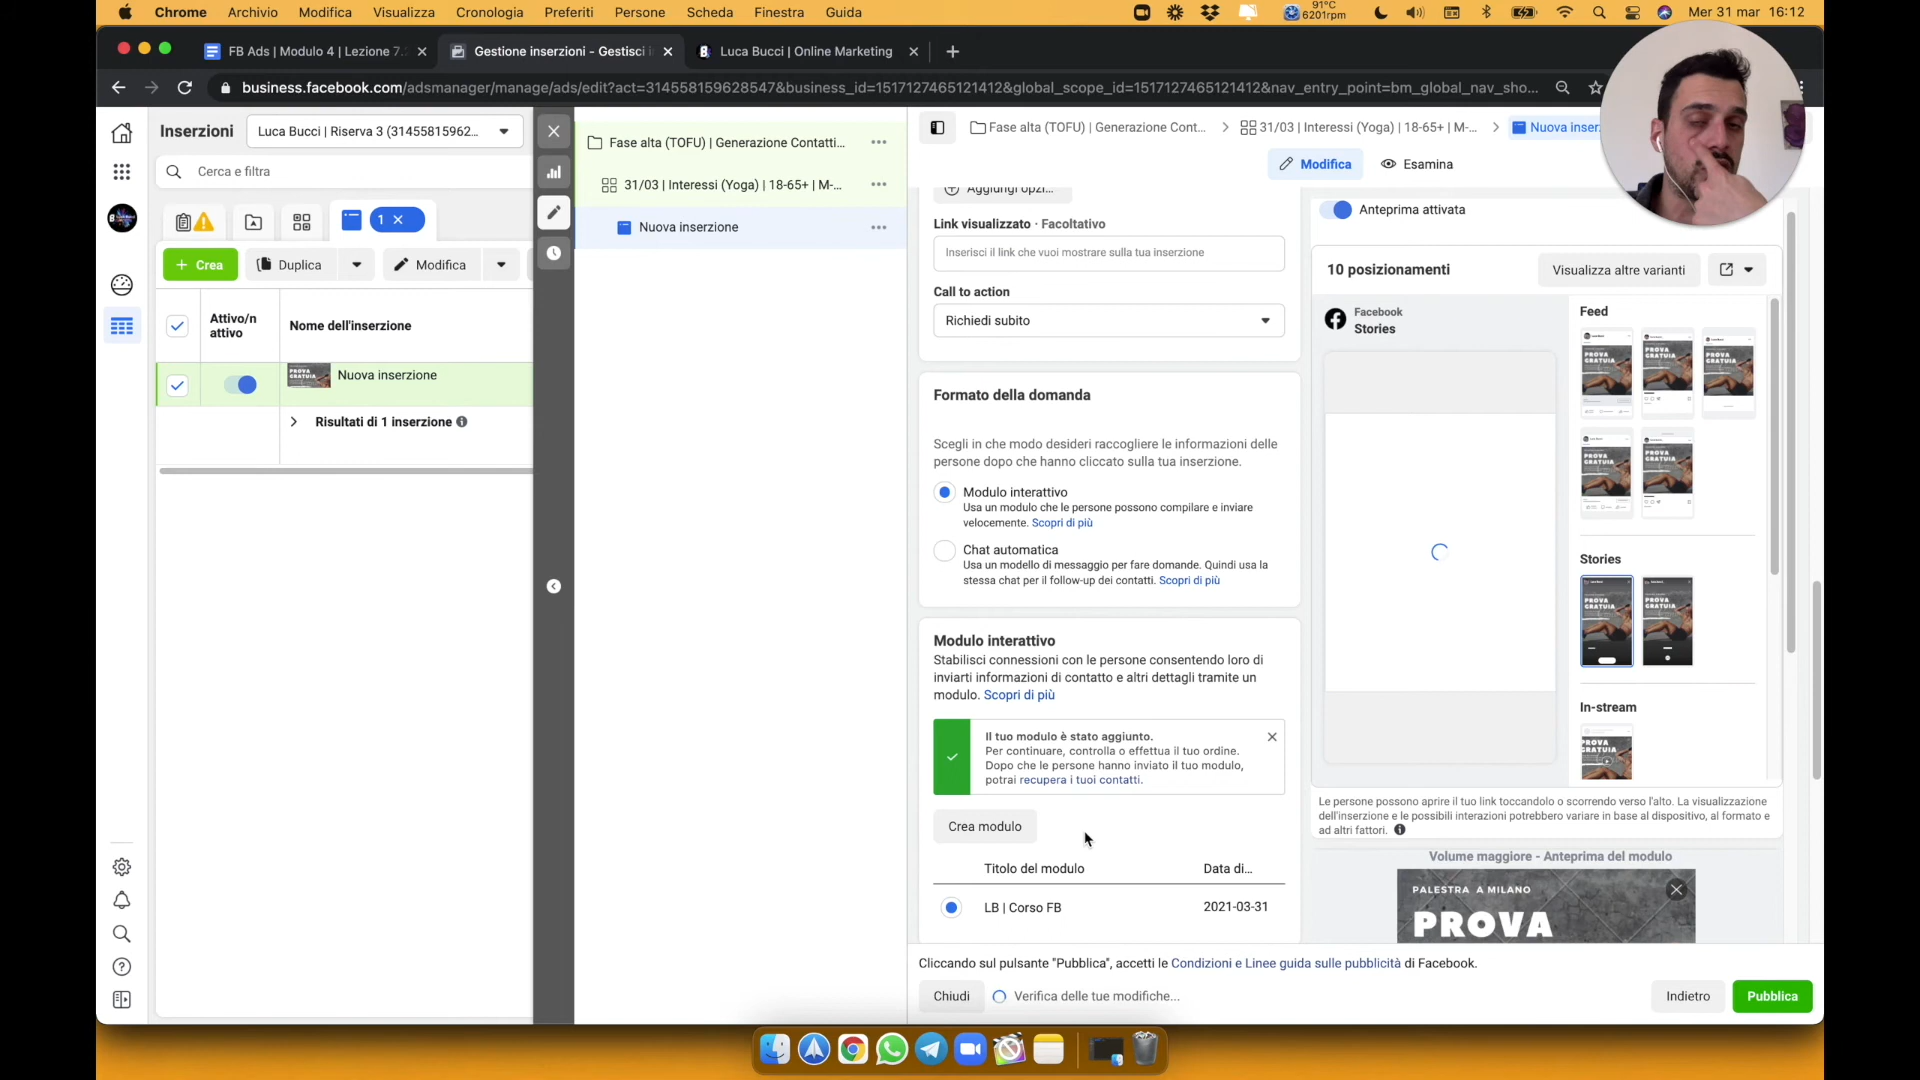 Chrome Archivio Modifica Visualizza Cronologia Preferiti Persone Scheda Finestra Guida
91°C
6201rpm
Mer 31 mar 16:12
FB Ads | Modulo 4 | Lezione 7.
Gestione inserzioni - Gestisci i
Luca Bucci | Online Marketing
business.facebook.com/adsmanager/manage/ads/edit?act=314558159628547&business_id=1517127465121412&global_scope_id=1517127465121412&nav_entry_point=bm_global_nav_sho...
Inserzioni
Luca Bucci | Riserva 3 (31455815962...
Cerca e filtra
1
Crea
Duplica
Modifica
Attivo/n
attivo
Nome dell'inserzione
Nuova inserzione
Risultati di 1 inserzione
Fase alta (TOFU) | Generazione Contatti...
31/03 | Interessi (Yoga) | 18-65+ | M-...
Nuova inserzione
Fase alta (TOFU) | Generazione Cont...
31/03 | Interessi (Yoga) | 18-65+ | M-...
Nuova inser
Modifica
Esamina
Aggiungi opzi...
Link visualizzato · Facoltativo
Inserisci il link che vuoi mostrare sulla tua inserzione
Call to action
Richiedi subito
Formato della domanda
Scegli in che modo desideri raccogliere le informazioni delle
persone dopo che hanno cliccato sulla tua inserzione.
Modulo interattivo
Usa un modulo che le persone possono compilare e inviare
velocemente. Scopri di più
Chat automatica
Usa un modello di messaggio per fare domande. Quindi usa la
stessa chat per il follow-up dei contatti. Scopri di più
Modulo interattivo
Stabilisci connessioni con le persone consentendo loro di
inviarti informazioni di contatto e altri dettagli tramite un
modulo. Scopri di più
Il tuo modulo è stato aggiunto.
Per continuare, controlla o effettua il tuo ordine.
Dopo che le persone hanno inviato il tuo modulo,
potrai recupera i tuoi contatti.
Crea modulo
Titolo del modulo
Data di...
LB | Corso FB
2021-03-31
Anteprima attivata
10 posizionamenti
Visualizza altre varianti
Facebook
Stories
Feed
PROVA
GRATUIA
Stories
In-stream
Le persone possono aprire il tuo link toccandolo o scorrendo verso l'alto. La visualizzazione
dell'inserzione e le possibili interazioni potrebbero variare in base al dispositivo, al formato e
ad altri fattori.
Volume maggiore - Anteprima del modulo
PALESTRA A MILANO
PROVA
Cliccando sul pulsante "Pubblica", accetti le Condizioni e Linee guida sulle pubblicità di Facebook.
Chiudi
Verifica delle tue modifiche...
Indietro
Pubblica